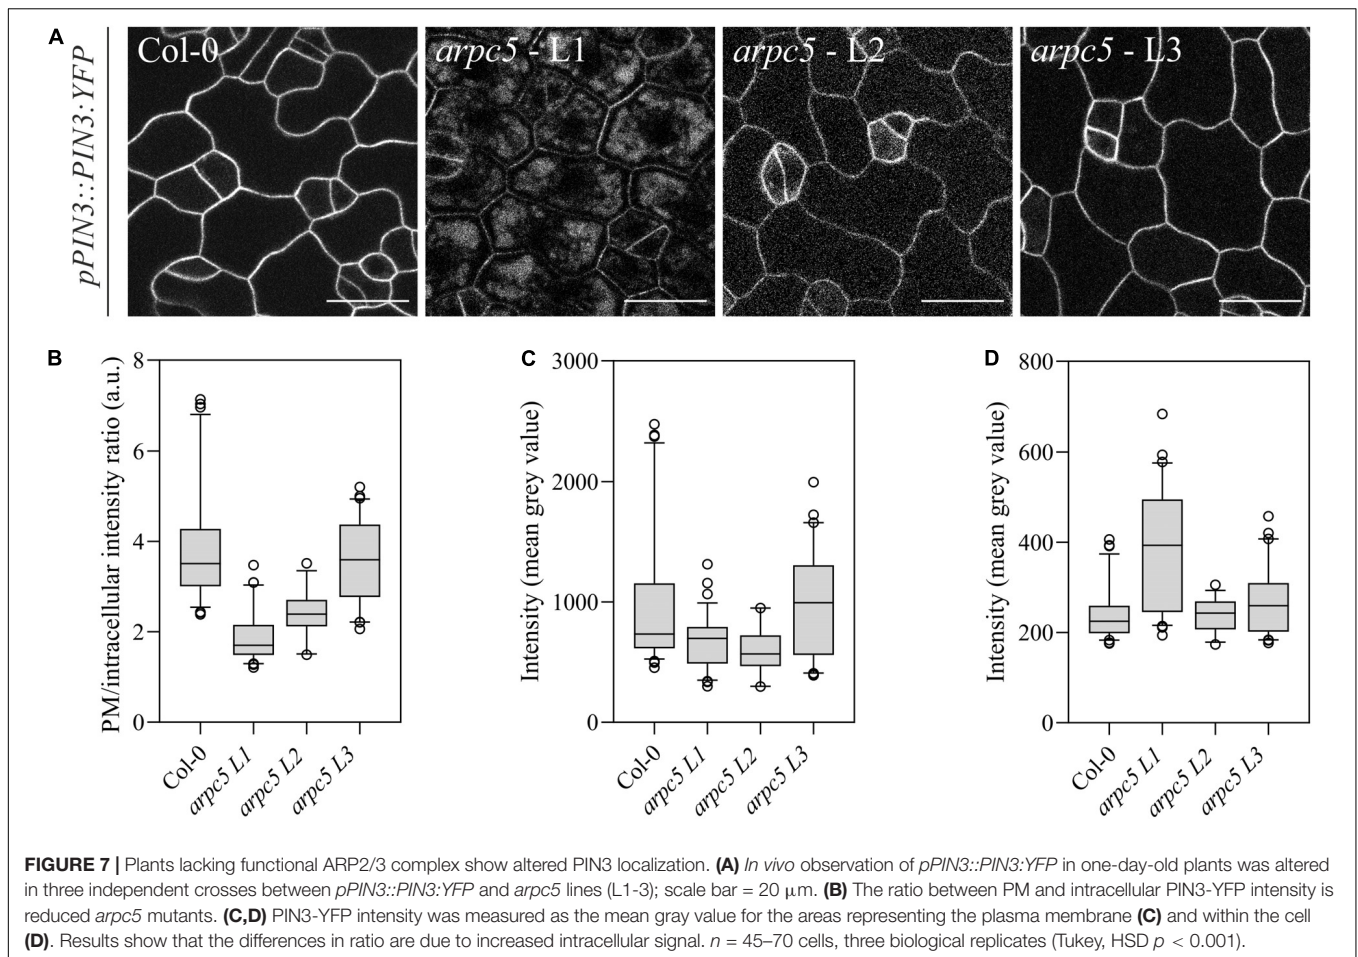 A
pPIN3::PIN3:YFP
Col-0
arpc5 - L1
arpc5 - L2
arpc5 - L3
B
PM/intracellular intensity ratio (a.u.)
8
6
4
2
0
Col-0
arpc5 L1
arpc5 L2
arpc5 L3
C
Intensity (mean grey value)
3000
2000
1000
0
Col-0
arpc5 L1
arpc5 L2
arpc5 L3
D
Intensity (mean grey value)
800
600
400
200
0
Col-0
arpc5 L1
arpc5 L2
arpc5 L3
FIGURE 7 | Plants lacking functional ARP2/3 complex show altered PIN3 localization. (A) In vivo observation of pPIN3::PIN3:YFP in one-day-old plants was altered
in three independent crosses between pPIN3::PIN3:YFP and arpc5 lines (L1-3); scale bar = 20 μm. (B) The ratio between PM and intracellular PIN3-YFP intensity is
reduced arpc5 mutants. (C,D) PIN3-YFP intensity was measured as the mean gray value for the areas representing the plasma membrane (C) and within the cell
(D). Results show that the differences in ratio are due to increased intracellular signal. n = 45–70 cells, three biological replicates (Tukey, HSD p < 0.001).